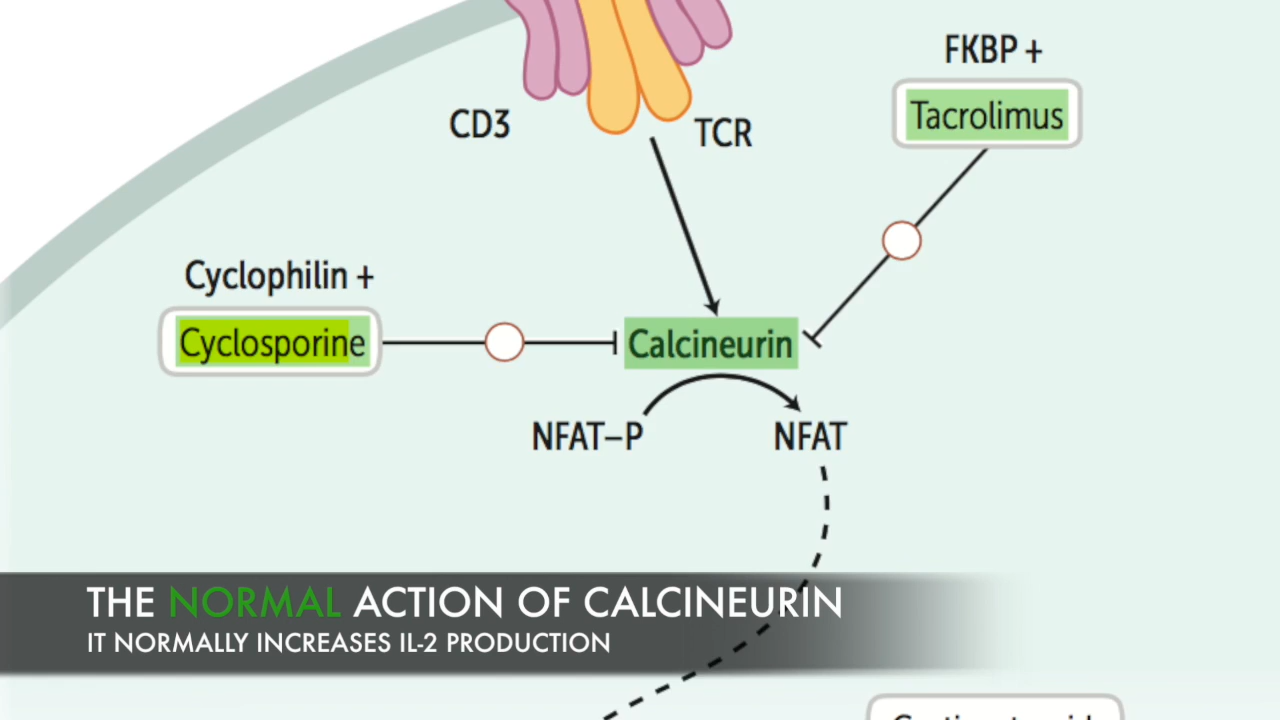 FKBP +
Tacrolimus
CD3
TCR
Cyclophilin +
Cyclosporine
Calcineurin
NFAT–P
NFAT
THE NORMAL ACTION OF CALCINEURIN
IT NORMALLY INCREASES IL-2 PRODUCTION